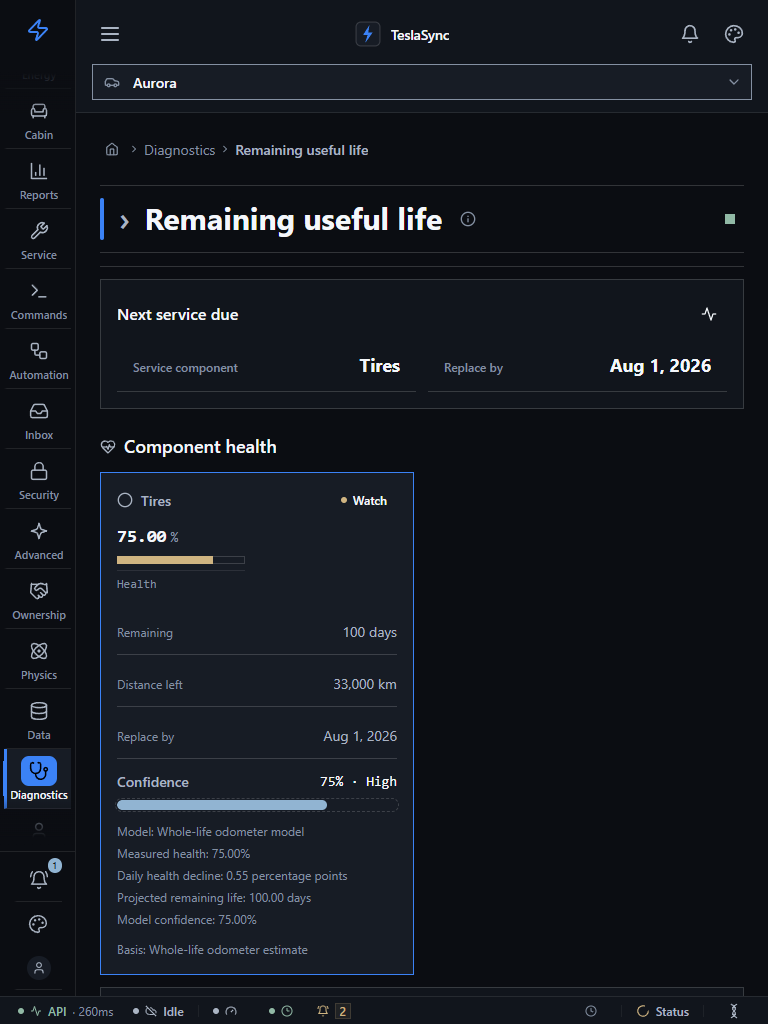 TeslaSync
Aurora
Energy
Cabin
Reports
Service
Commands
Automation
Inbox
Security
Advanced
Ownership
Physics
Data
Diagnostics
1
Diagnostics
Remaining useful life
Remaining useful life
Next service due
Service component
Tires
Replace by
Aug 1, 2026
Component health
Tires
Watch
75.00 %
Health
Remaining
100 days
Distance left
33,000 km
Replace by
Aug 1, 2026
Confidence
75% · High
Model: Whole-life odometer model
Measured health: 75.00%
Daily health decline: 0.55 percentage points
Projected remaining life: 100.00 days
Model confidence: 75.00%
Basis: Whole-life odometer estimate
API · 260ms
Idle
2
Status